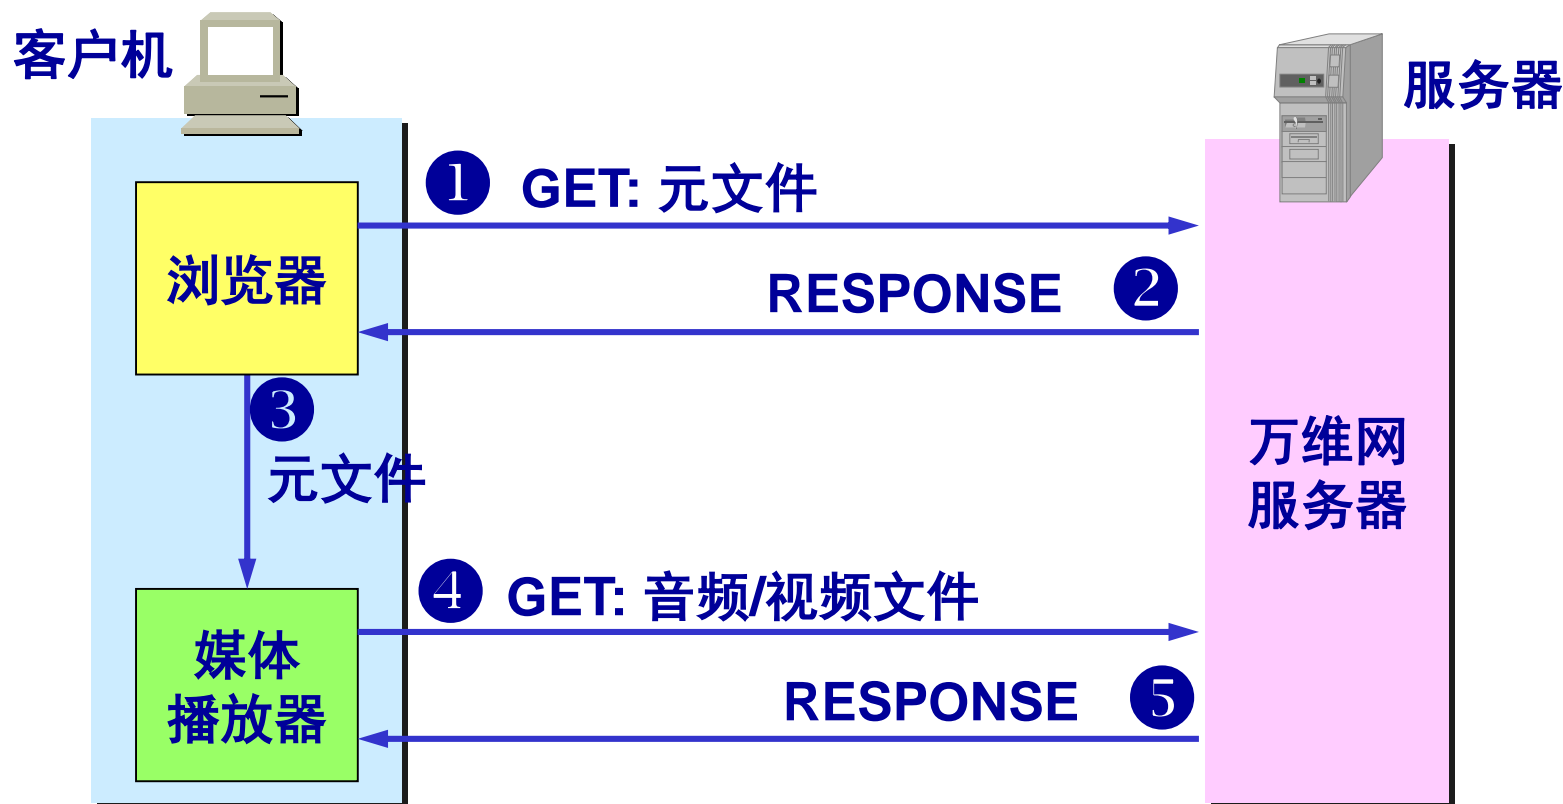 客户机
服务器
❶ GET: 元文件
浏览器
RESPONSE ❷
❸
元文件
万维网
服务器
❹ GET: 音频/视频文件
媒体
播放器
RESPONSE ❺